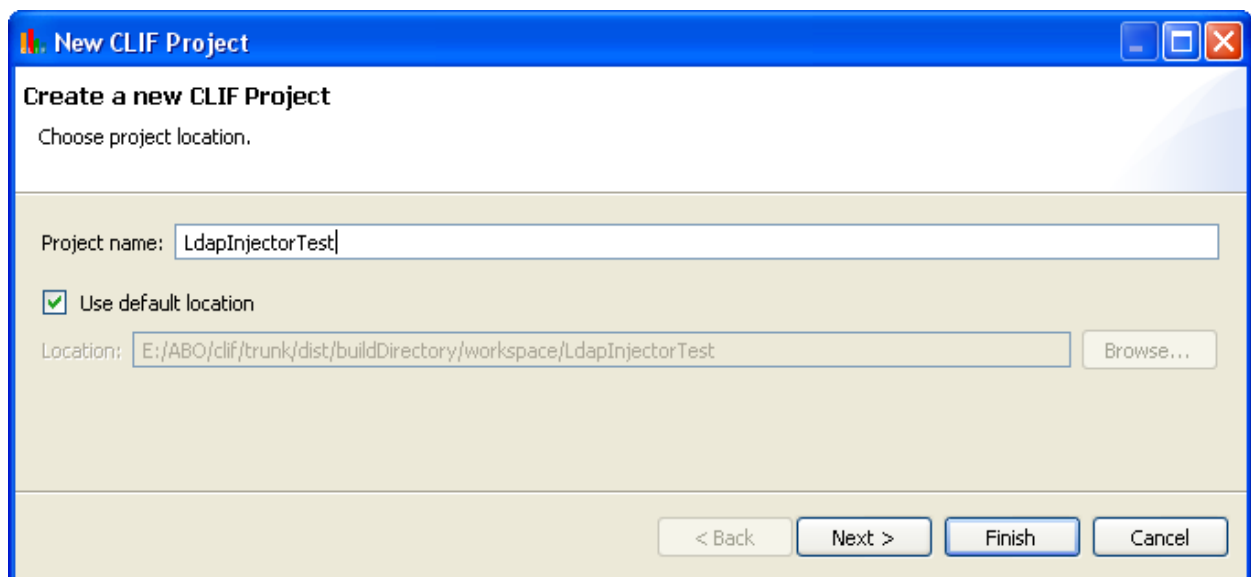 New CLIF Project
Create a new CLIF Project
Choose project location.
Project name: LdapInjectorTest
Use default location
Location: E:/ABO/clif/trunk/dist/buildDirectory/workspace/LdapInjectorTest Browse...
< Back Next > Finish Cancel